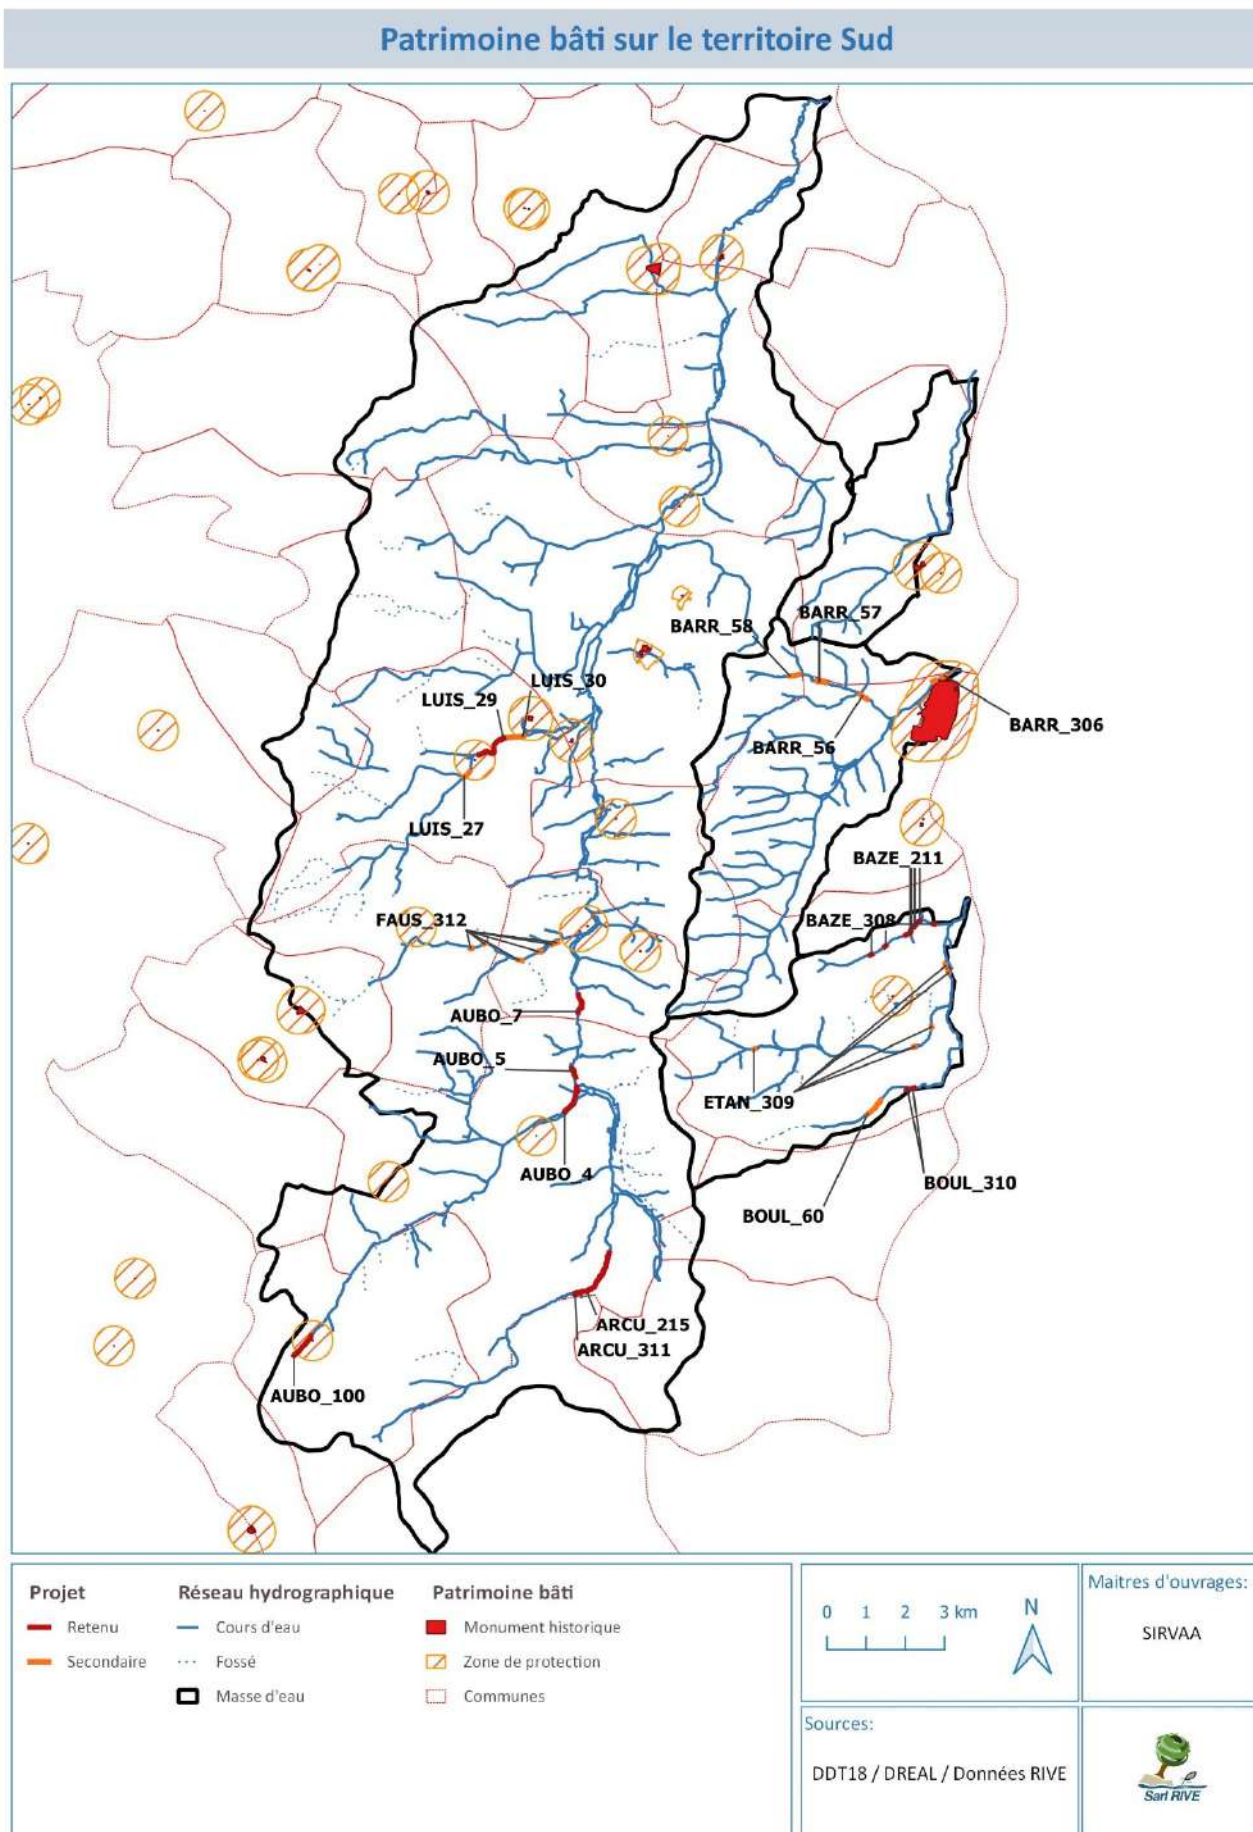 Patrimoine bâti sur le territoire Sud
BARR_57
BARR_58
LUIS_30
LUIS_29
BARR_306
BARR_56
LUIS_27
BAZE_211
FAUS_312
BAZE_308
AUBO_7
AUBO_5
ETAN_309
AUBO_4
BOUL_310
BOUL_60
ARCU_215
ARCU_311
AUBO_100
Projet
Retenu
Secondaire
Réseau hydrographique
Cours d'eau
Fossé
Masse d'eau
Patrimoine bâti
Monument historique
Zone de protection
Communes
0 1 2 3 km
N
Maitres d'ouvrages:
SIRVAA
Sources:
DDT18 / DREAL / Données RIVE
Sarl RIVE